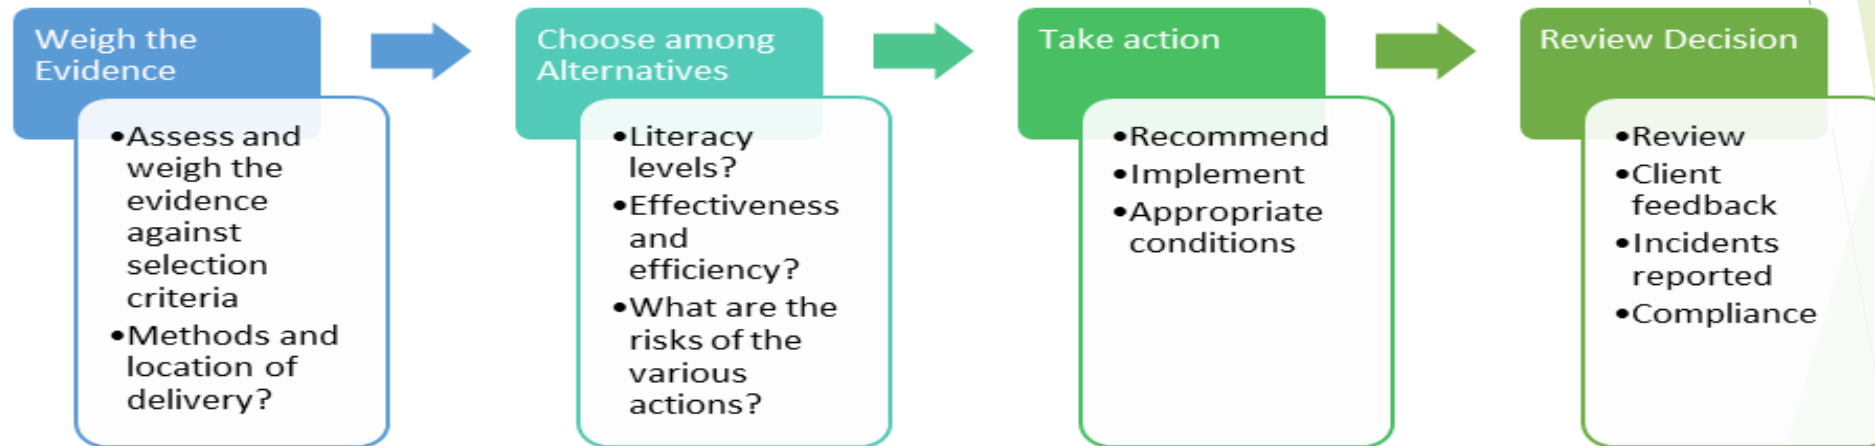 Weigh the
Evidence
•Assess and
weigh the
evidence
against
selection
criteria
•Methods and
location of
delivery?
Choose among
Alternatives
•Literacy
levels?
•Effectiveness
and
efficiency?
•What are the
risks of the
various
actions?
Take action
•Recommend
•Implement
•Appropriate
conditions
Review Decision
•Review
•Client
feedback
•Incidents
reported
•Compliance